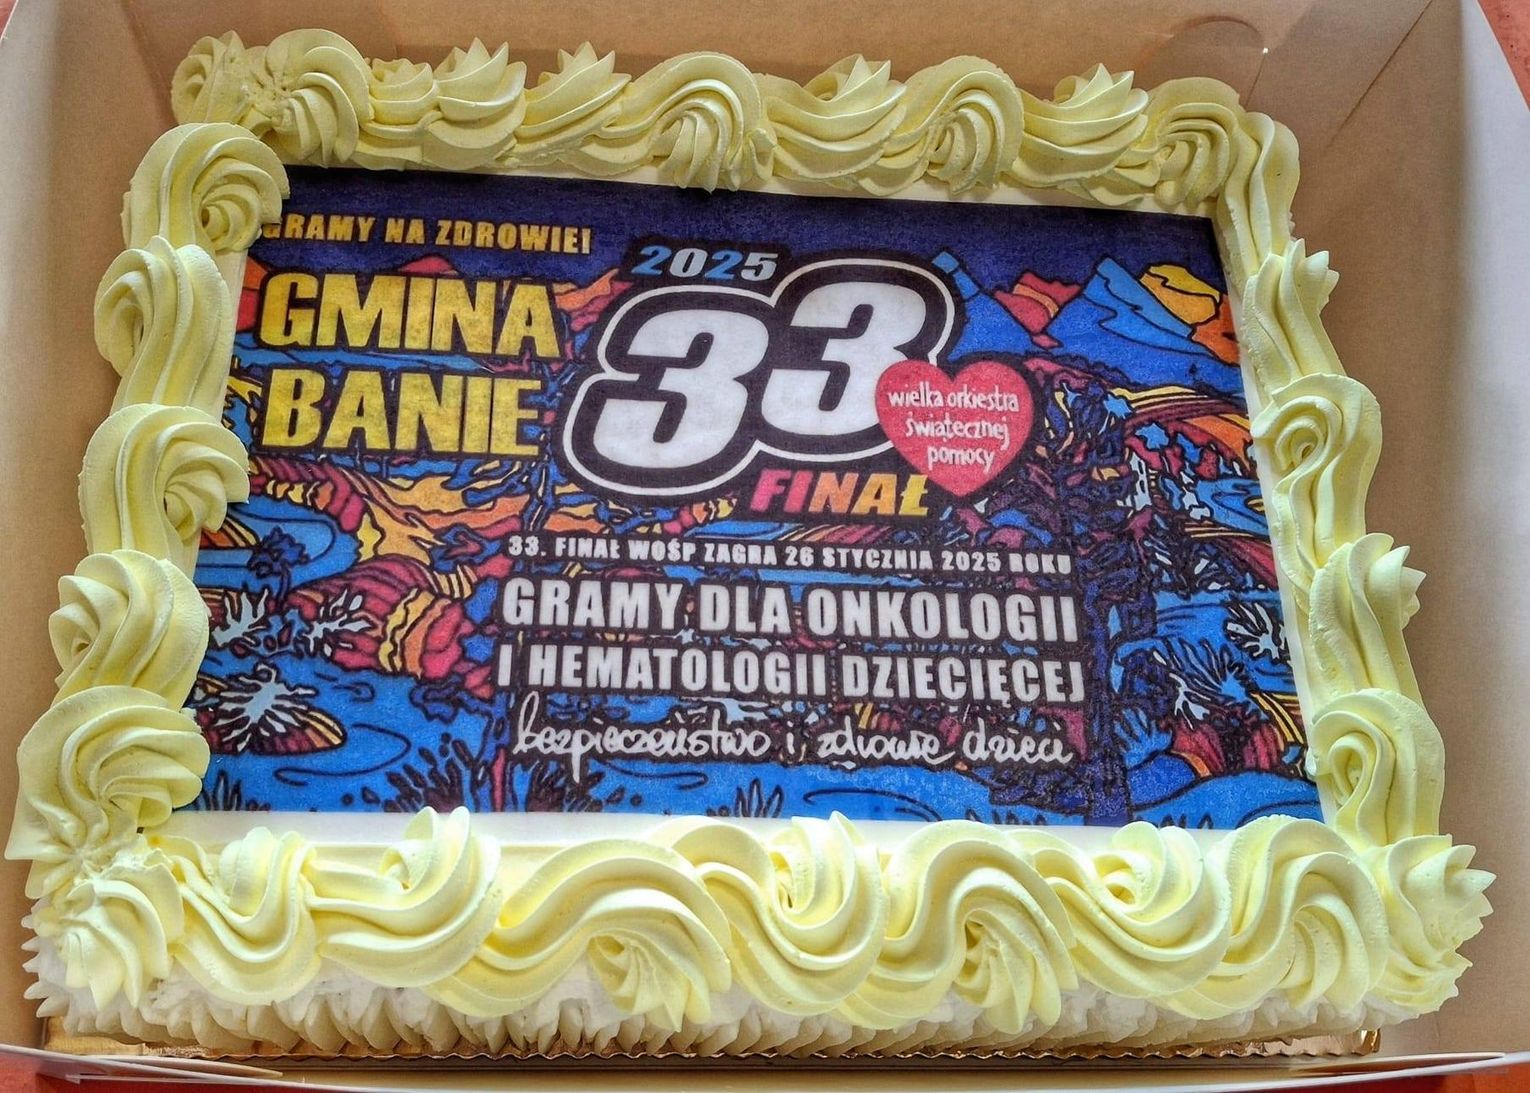 GRAMY NA ZDROWIE!
GMINA
BANIE
2025
33
wielka orkiestra
świątecznej
pomocy
FINAŁ
33. FINAŁ WOŚP ZAGRA 26 STYCZNIA 2025 ROKU
GRAMY DLA ONKOLOGII
I HEMATOLOGII DZIECIĘCEJ
bezpieczeństwo i zdrowie dzieci